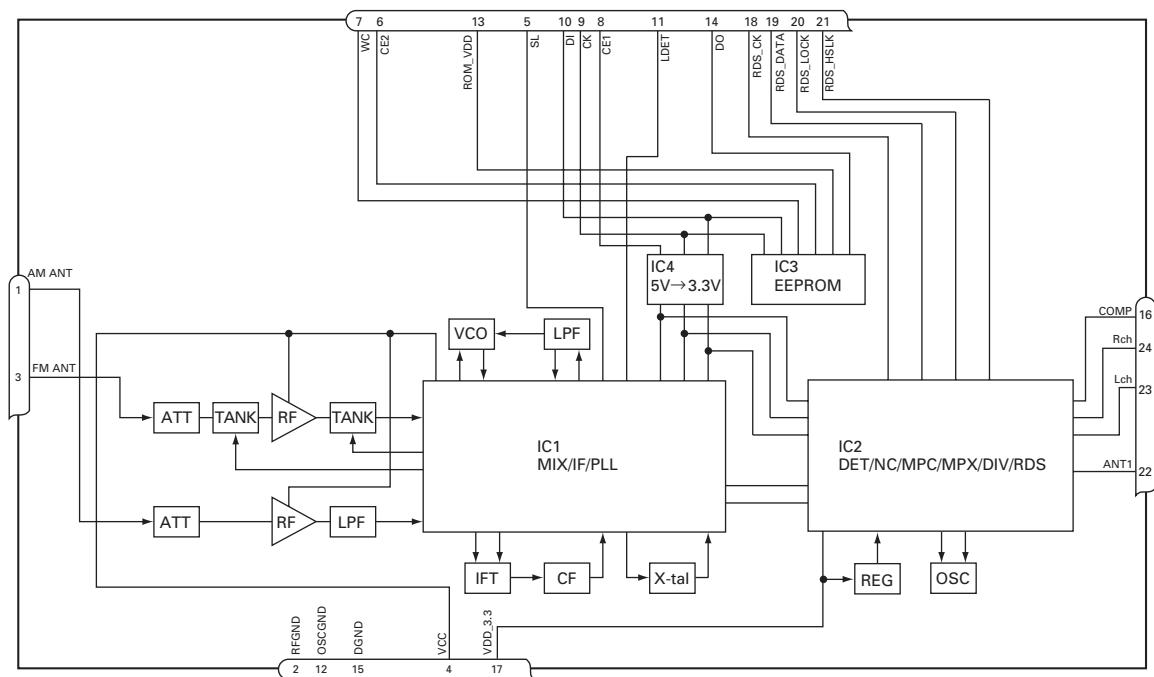 7 6 13 5 10 9 8 11 14 18 19 20 21
WC
CE2
ROM_VDD
SL
DI
CK
CE1
LDET
DO
RDS_CK
RDS_DATA
RDS_LOCK
RDS_HSLK
AM ANT
1
FM ANT
3
IC4
5V→3.3V
IC3
EEPROM
COMP
16
Rch
24
Lch
23
ANT1
22
VCO
LPF
ATT
TANK
RF
TANK
IC1
MIX/IF/PLL
IC2
DET/NC/MPC/MPX/DIV/RDS
ATT
RF
LPF
IFT
CF
X-tal
REG
OSC
RFGND
OSCGND
DGND
VCC
VDD_3.3
2 12 15 4 17